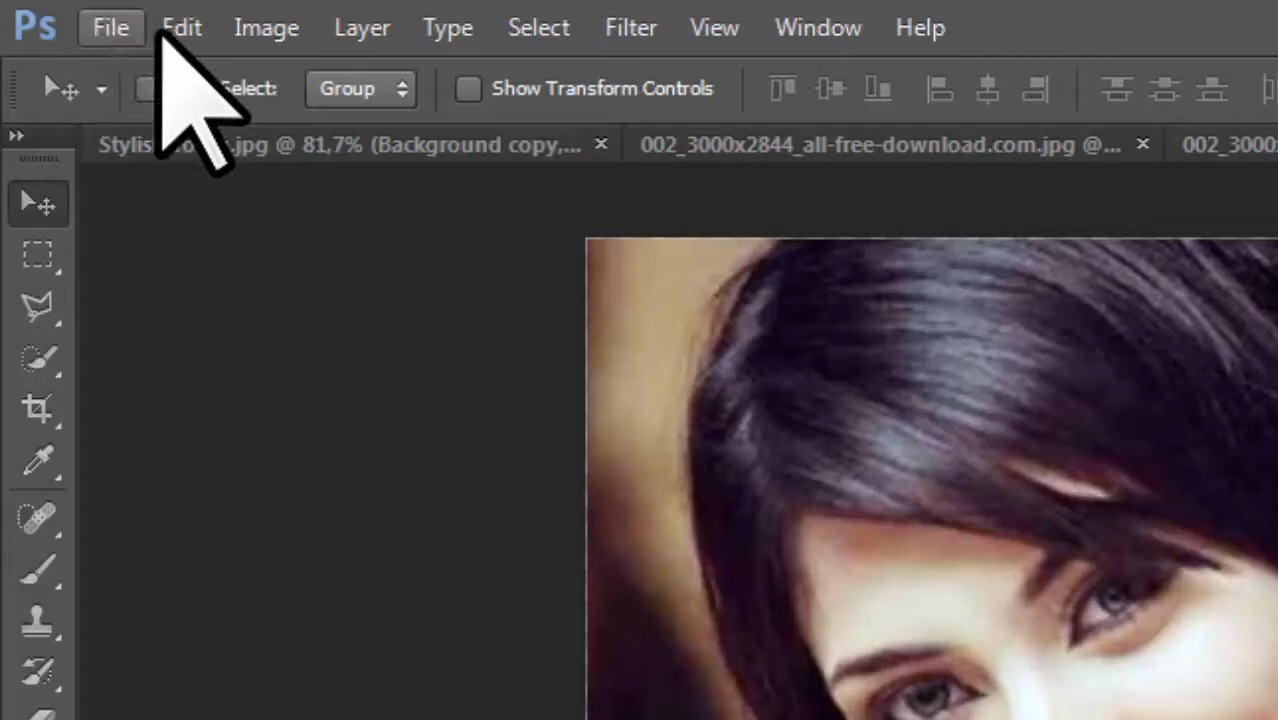 Ps File Edit Image Layer Type Select Filter View Window Help
Select: Group Show Transform Controls
.jpg @ 81,7% (Background copy,... × 002_3000x2844_all-free-download.com.jpg @... × 002_3000